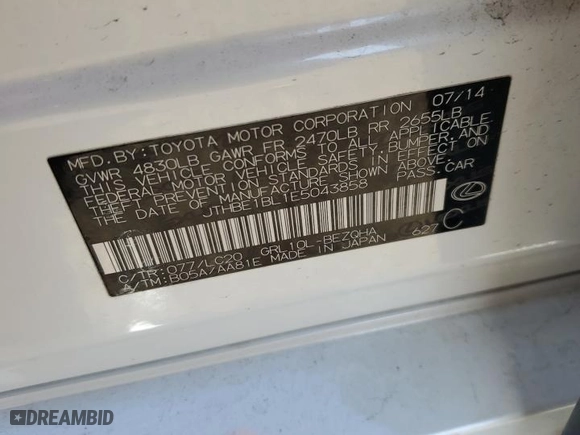 MFD. BY: TOYOTA MOTOR CORPORATION 07/14
GVWR 4830LB GAWR FR 2470LB RR 2655LB
THIS VEHICLE CONFORMS TO ALL APPLICABLE
FEDERAL MOTOR VEHICLE SAFETY, BUMPER, AND
THEFT PREVENTION STANDARDS IN EFFECT ON
THE DATE OF MANUFACTURE SHOWN ABOVE.
JTHBE1BL1E5043858 PASS. CAR
C/TR: 077/LC20 GRL10L-BEZQHA C
A/TM: B05A/AA81E MADE IN JAPAN 627
DREAMBID